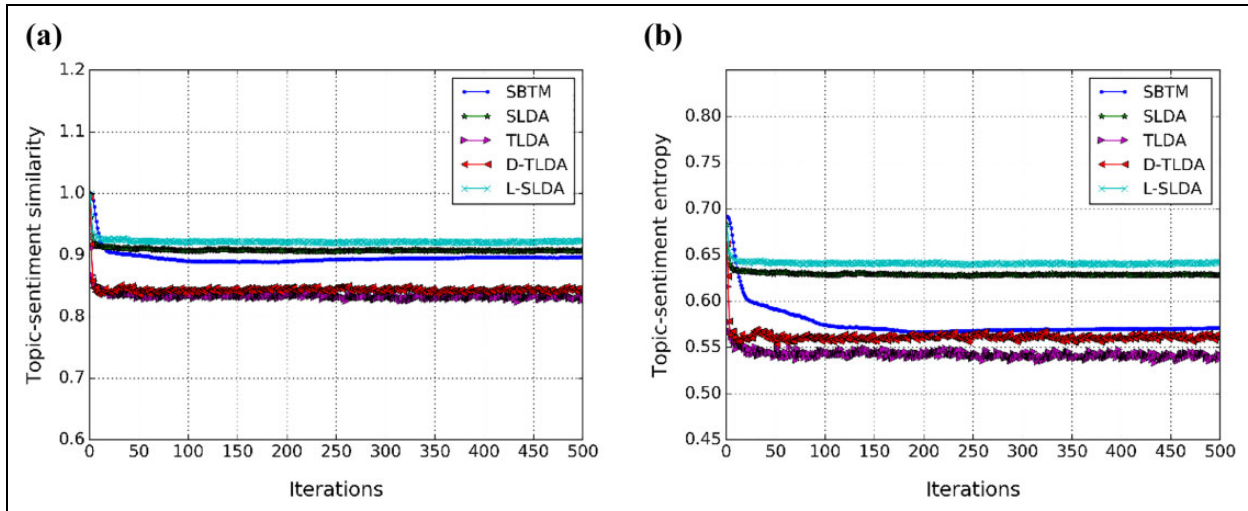 (a)
1.2
1.1
1.0
0.9
0.8
0.7
0.6
Topic-sentiment similarity
SBTM
SLDA
TLDA
D-TLDA
L-SLDA
0 50 100 150 200 250 300 350 400 450 500
Iterations
(b)
0.80
0.75
0.70
0.65
0.60
0.55
0.50
0.45
Topic-sentiment entropy
SBTM
SLDA
TLDA
D-TLDA
L-SLDA
0 50 100 150 200 250 300 350 400 450 500
Iterations